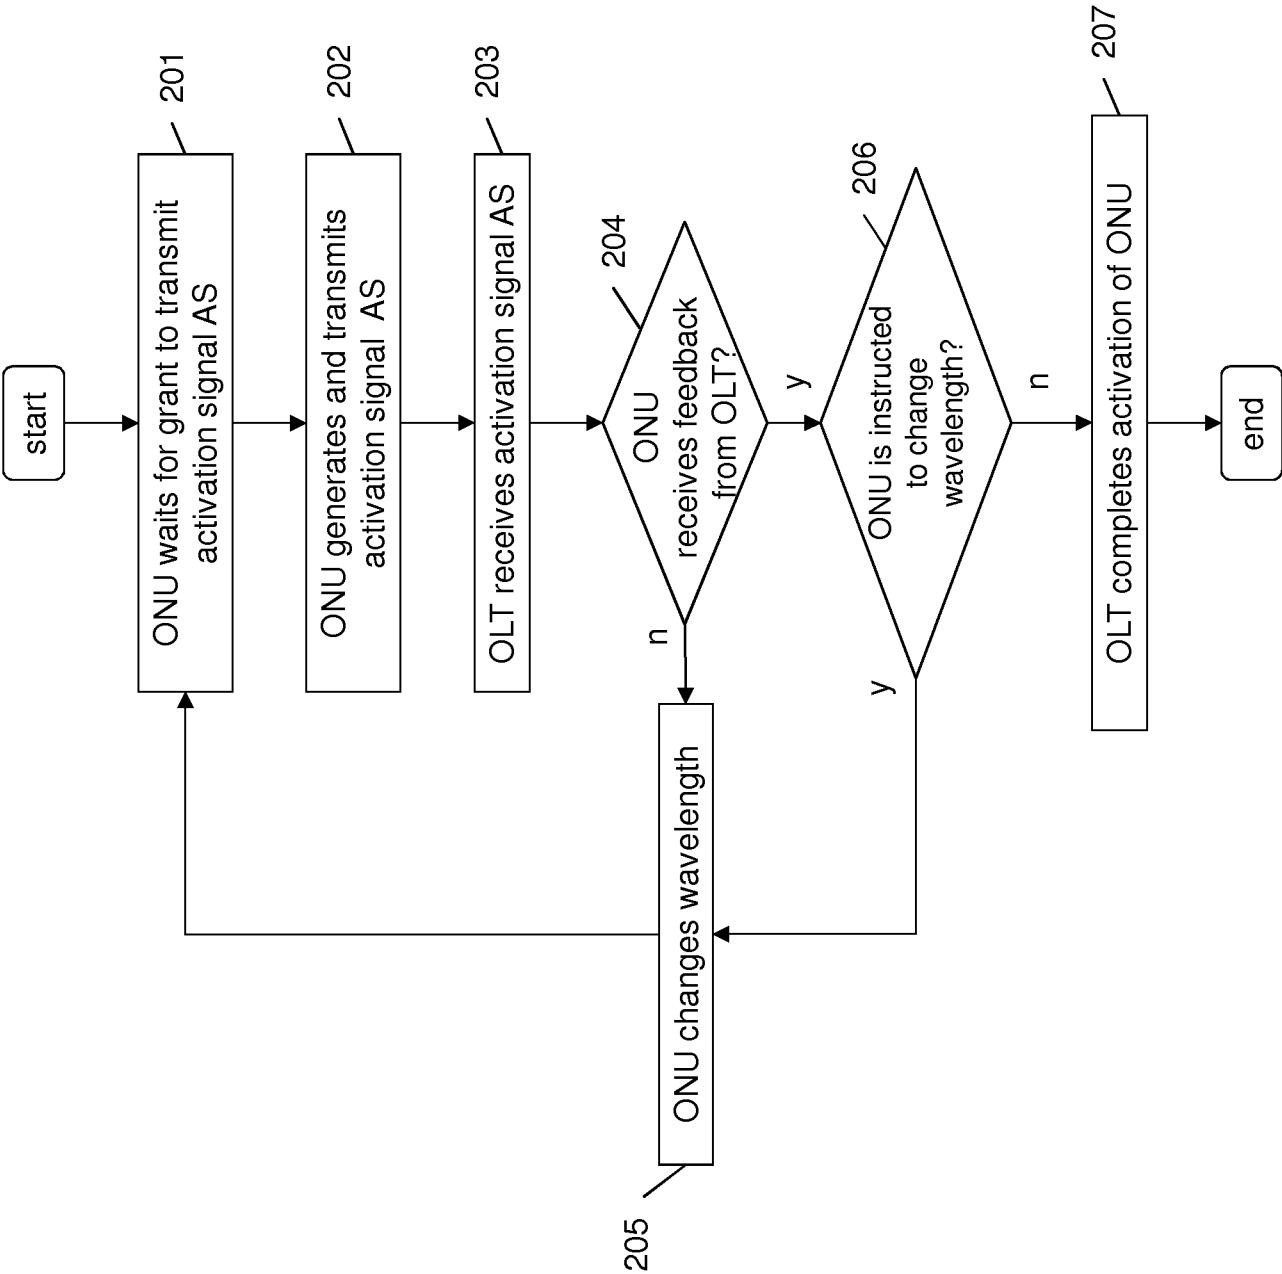 start
201
ONU waits for grant to transmit
activation signal AS
202
ONU generates and transmits
activation signal AS
203
OLT receives activation signal AS
204
ONU
receives feedback
from OLT?
n
y
205
ONU changes wavelength
206
ONU is instructed
to change
wavelength?
y
n
207
OLT completes activation of ONU
end